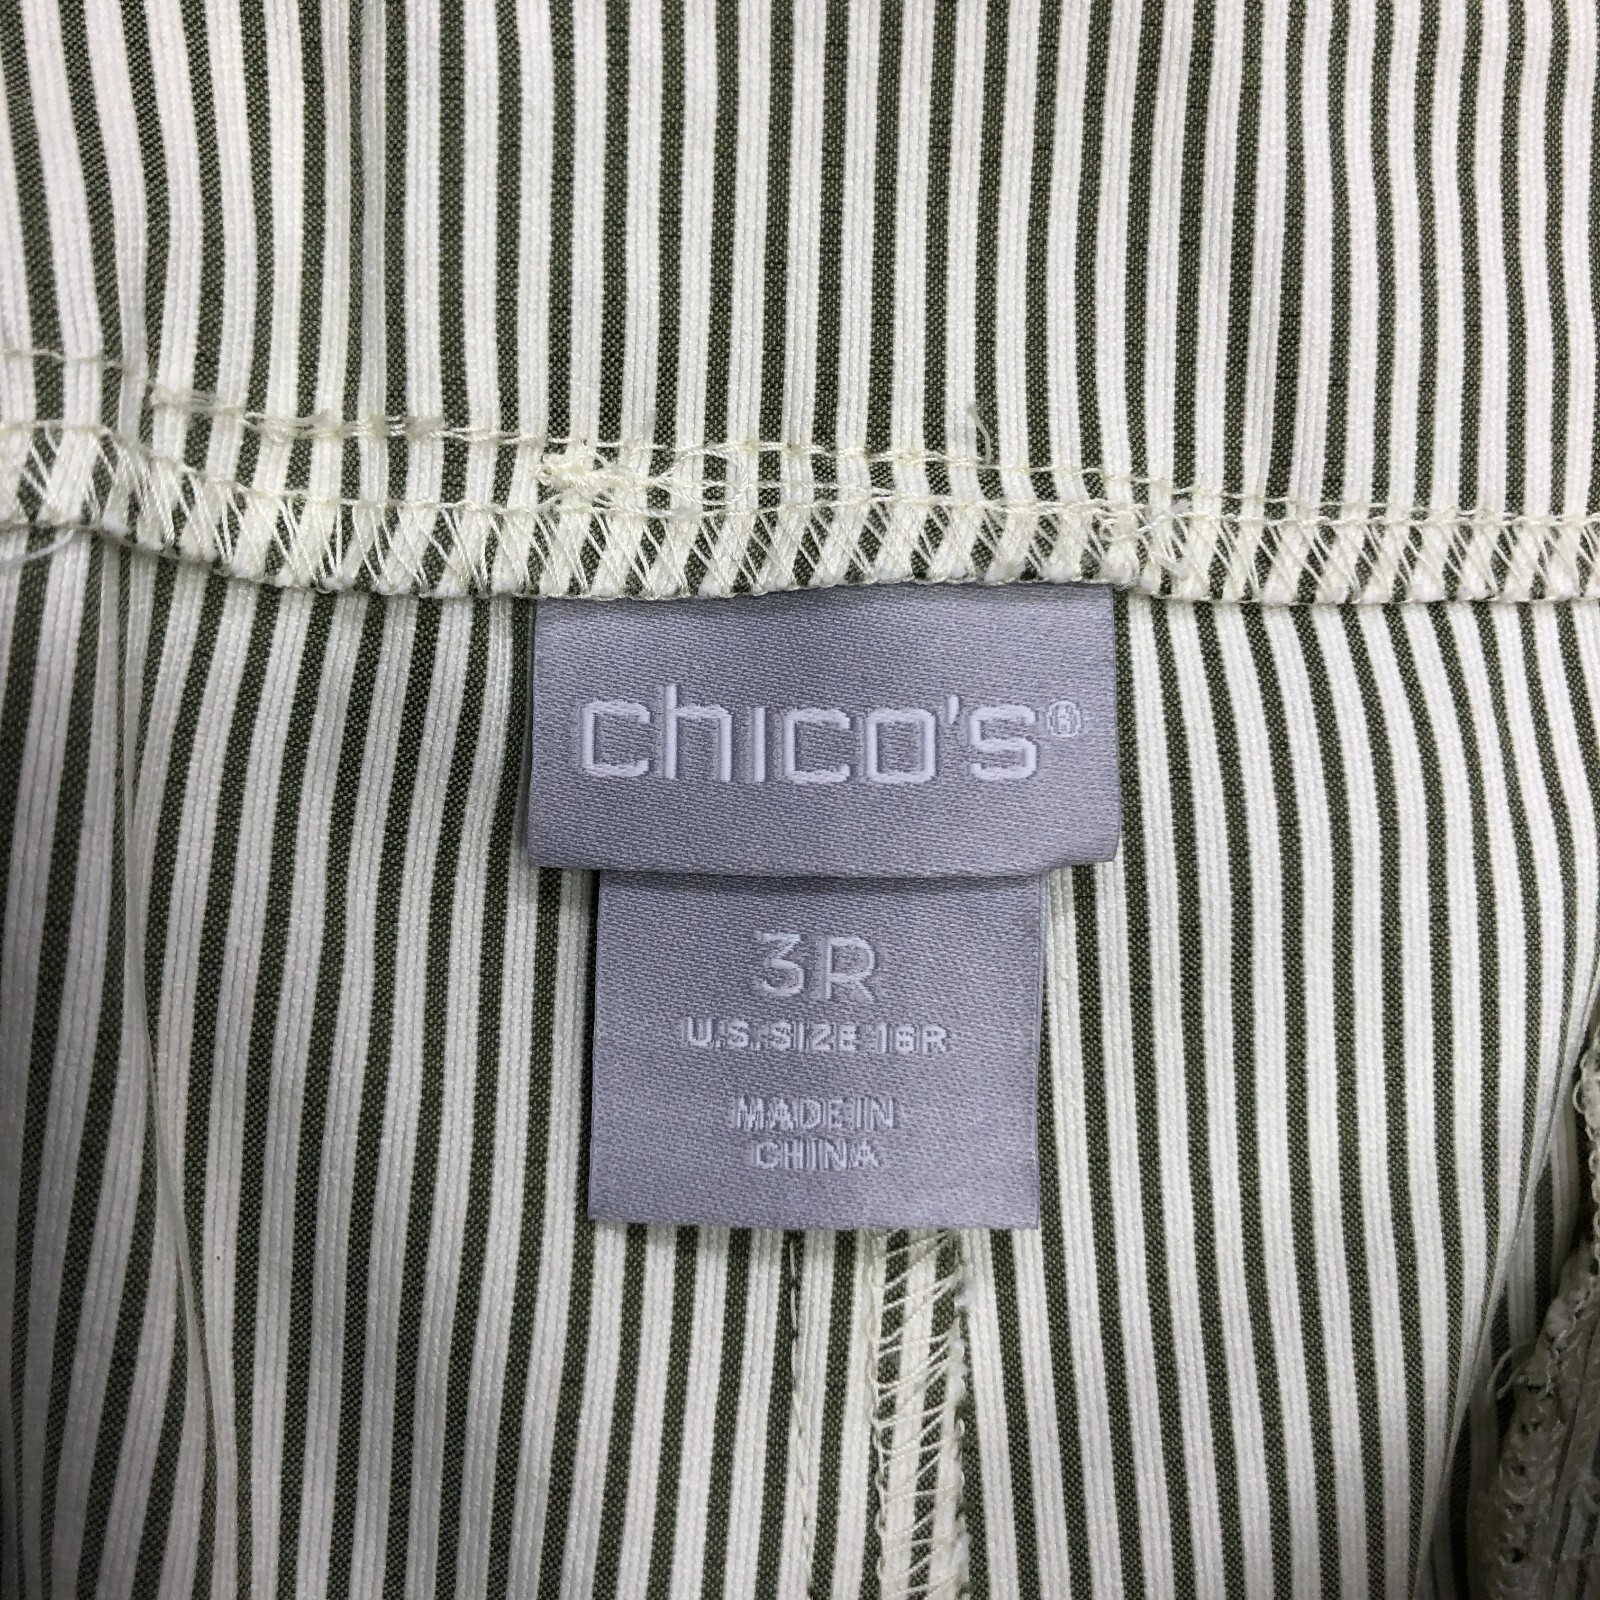 chico's®
3R
U.S. SIZE 16R
MADE IN
CHINA